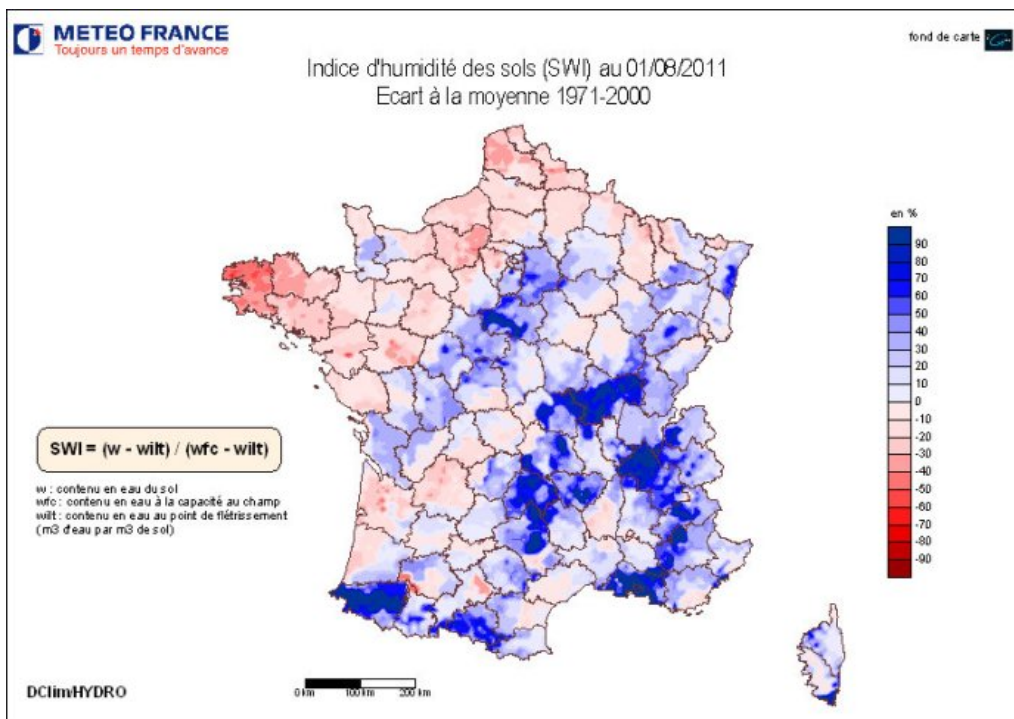 METEO FRANCE
Toujours un temps d'avance
fond de carte
Indice d'humidité des sols (SWI) au 01/08/2011
Ecart à la moyenne 1971-2000
en %
90
80
70
60
50
40
30
20
10
0
-10
-20
-30
-40
-50
-60
-70
-80
-90
SWI = (w - wilt) / (wfc - wilt)
w : contenu en eau du sol
wfc : contenu en eau à la capacité au champ
wilt : contenu en eau au point de flétrissement
(m3 d'eau par m3 de sol)
DClim/HYDRO
0 km 100 km 200 km